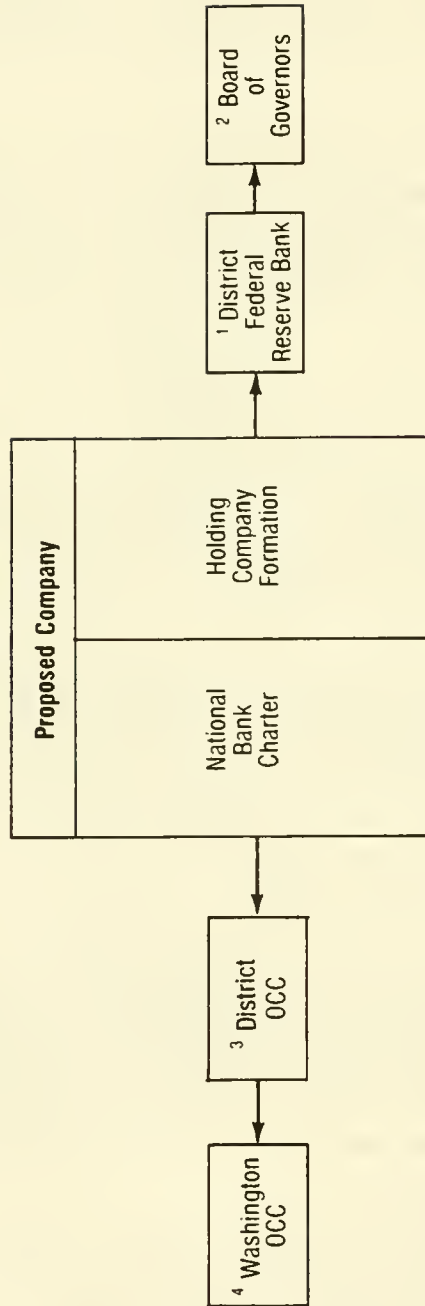 Proposed Company
National
Bank
Charter
Holding
Company
Formation
4 Washington
OCC
3 District
OCC
1 District
Federal
Reserve Bank
2 Board
of
Governors